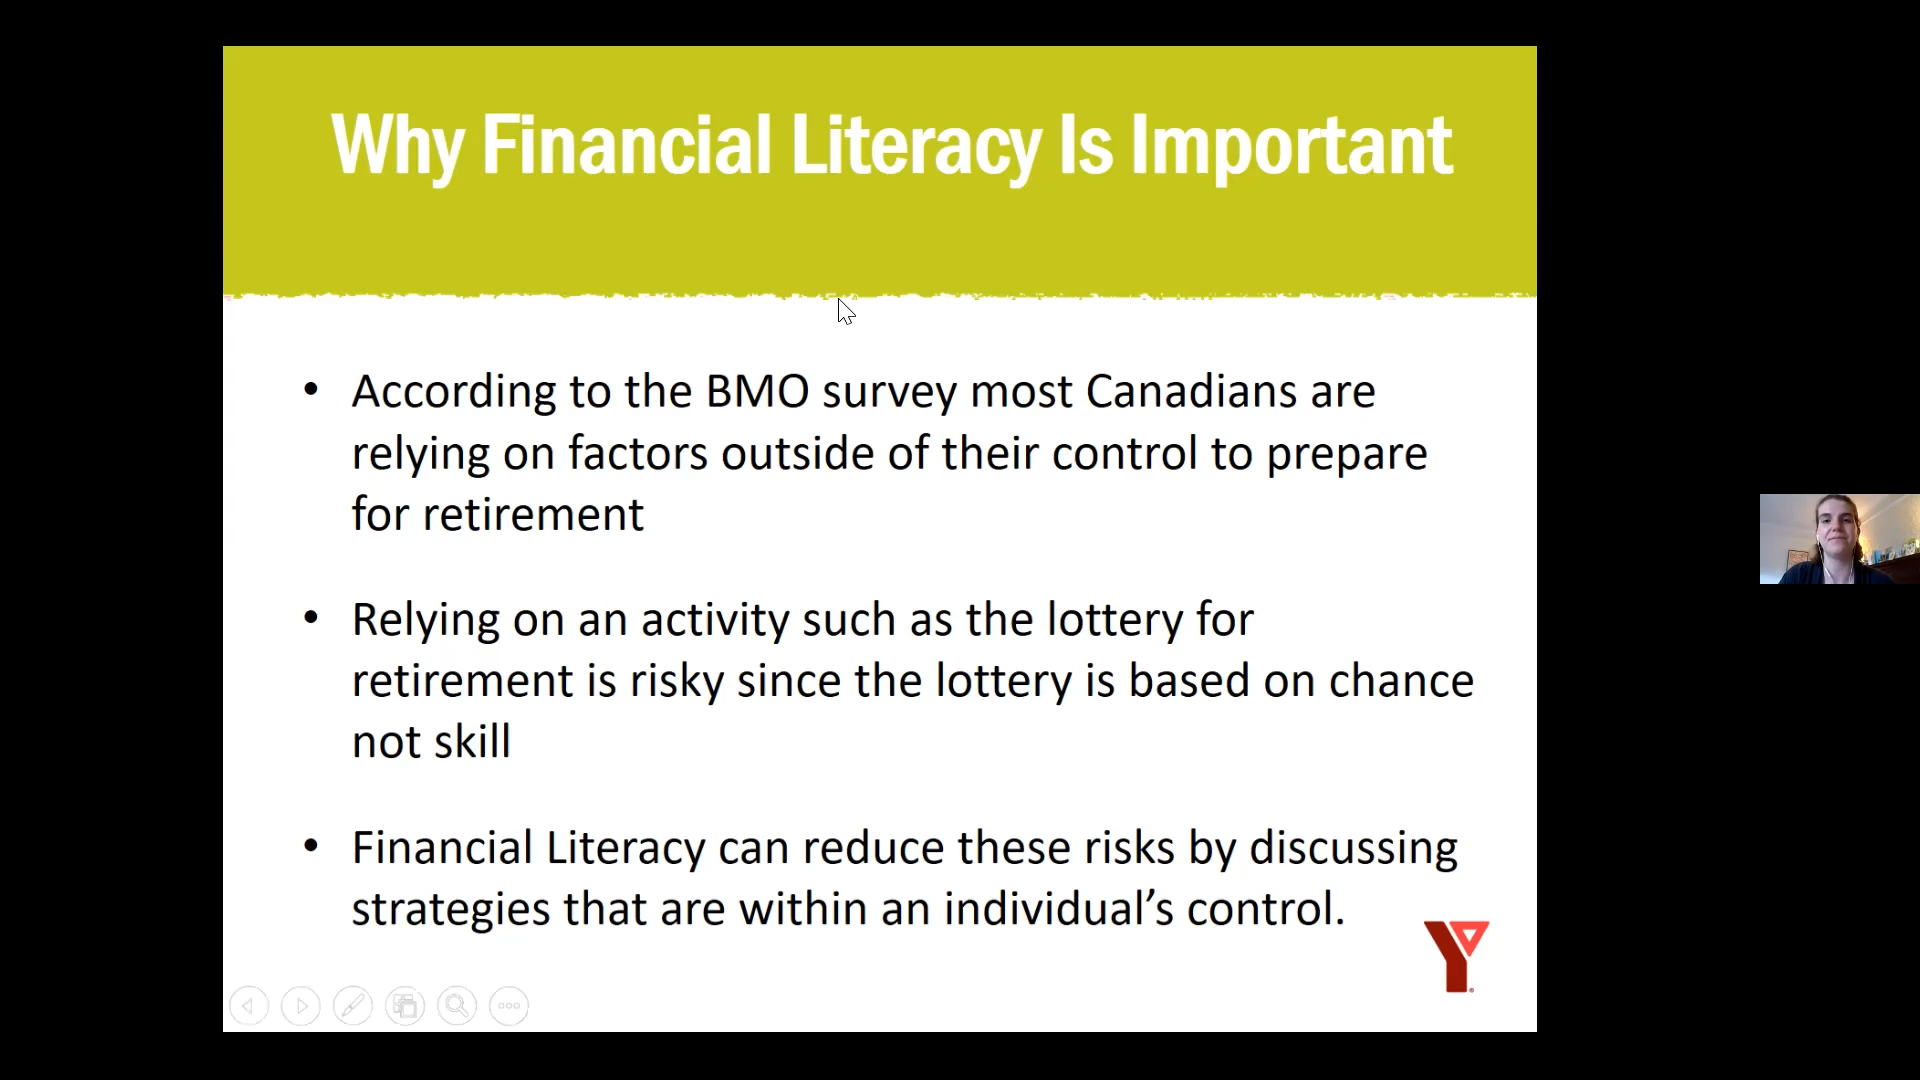 Why Financial Literacy Is Important
• According to the BMO survey most Canadians are
relying on factors outside of their control to prepare
for retirement
• Relying on an activity such as the lottery for
retirement is risky since the lottery is based on chance
not skill
• Financial Literacy can reduce these risks by discussing
strategies that are within an individual’s control.
Y